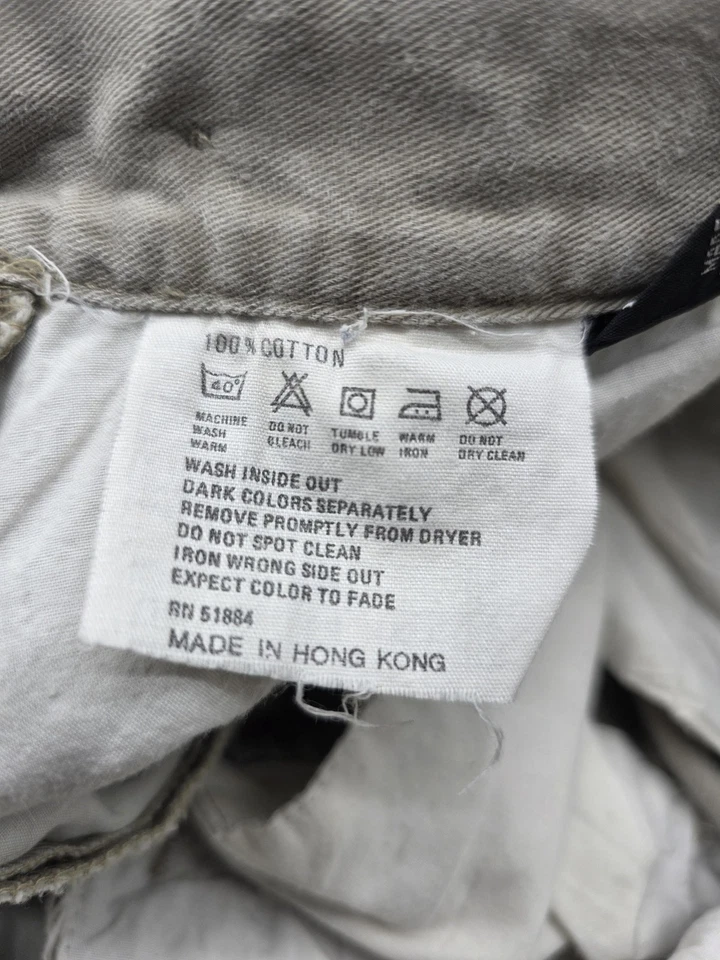 100% COTTON
40°
MACHINE WASH WARM
DO NOT BLEACH
TUMBLE DRY LOW
WARM IRON
DO NOT DRY CLEAN
WASH INSIDE OUT
DARK COLORS SEPARATELY
REMOVE PROMPTLY FROM DRYER
DO NOT SPOT CLEAN
IRON WRONG SIDE OUT
EXPECT COLOR TO FADE
RN 51884
MADE IN HONG KONG